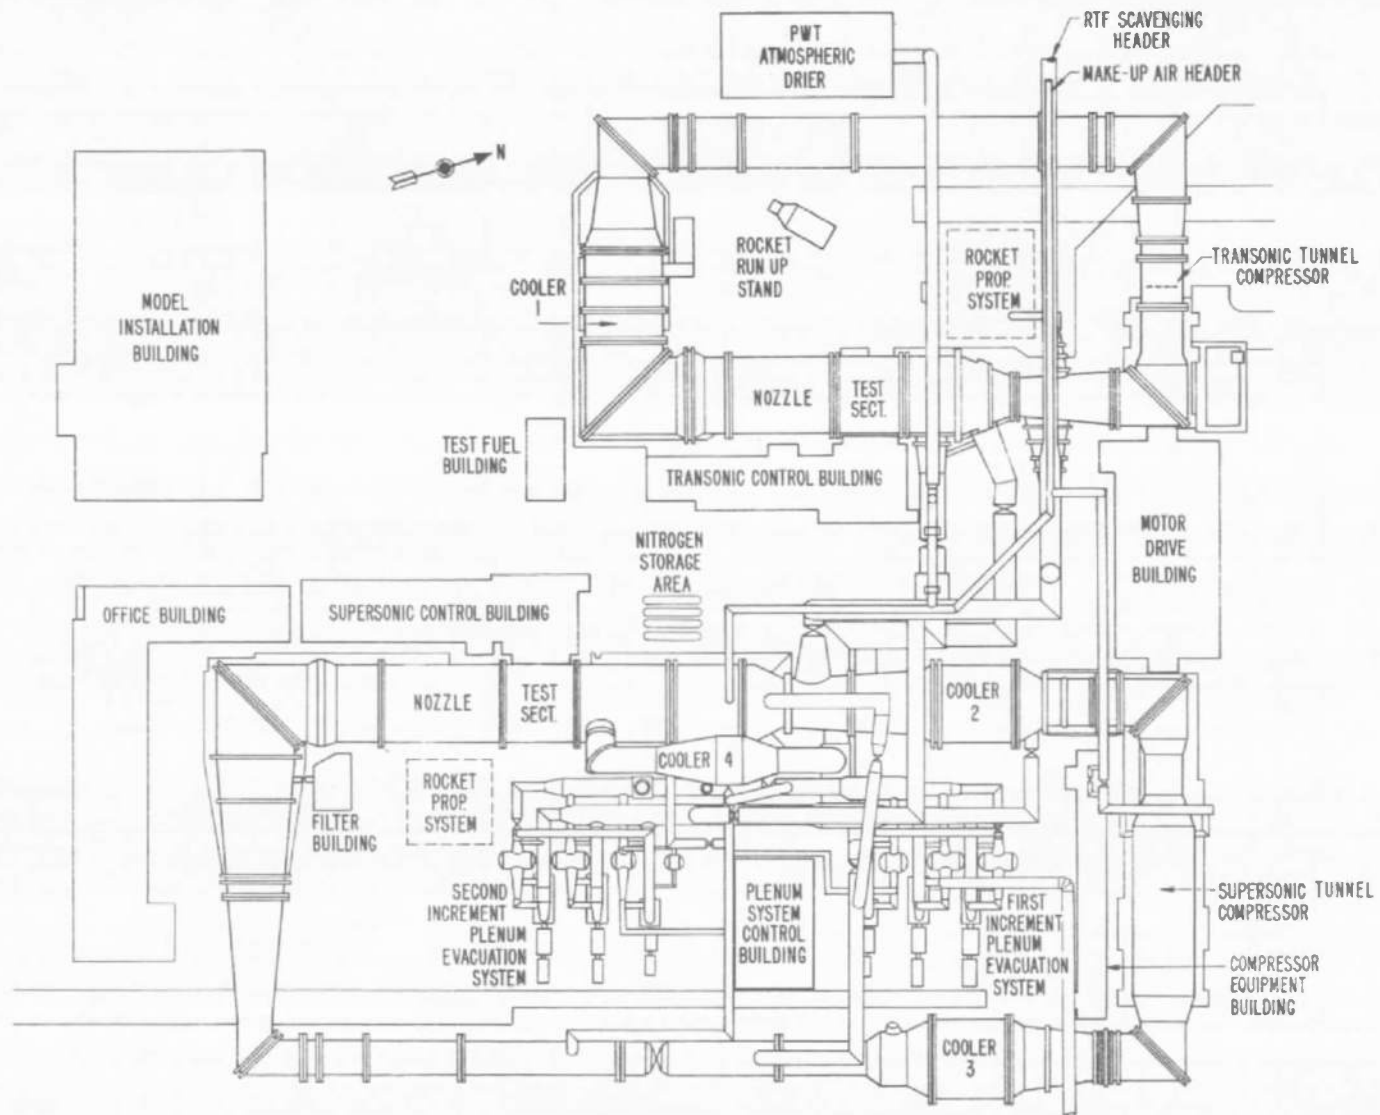 PWT
ATMOSPHERIC
DRIER
RTF SCAVENGING
HEADER
MAKE-UP AIR HEADER
N
MODEL
INSTALLATION
BUILDING
COOLER
ROCKET
RUN UP
STAND
ROCKET
PROP.
SYSTEM
TRANSONIC TUNNEL
COMPRESSOR
NOZZLE
TEST
SECT.
TEST FUEL
BUILDING
TRANSONIC CONTROL BUILDING
MOTOR
DRIVE
BUILDING
NITROGEN
STORAGE
AREA
OFFICE BUILDING
SUPERSONIC CONTROL BUILDING
NOZZLE
TEST
SECT.
COOLER
2
COOLER 4
ROCKET
PROP.
SYSTEM
FILTER
BUILDING
SECOND
INCREMENT
PLENUM
EVACUATION
SYSTEM
PLENUM
SYSTEM
CONTROL
BUILDING
FIRST
INCREMENT
PLENUM
EVACUATION
SYSTEM
SUPERSONIC TUNNEL
COMPRESSOR
COMPRESSOR
EQUIPMENT
BUILDING
COOLER
3